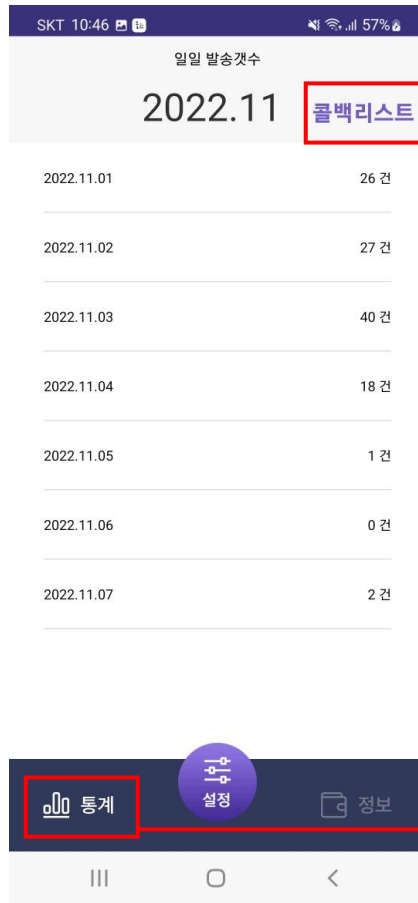 SKT 10:46 57%
일일 발송갯수
2022.11 콜백리스트
2022.11.01 26 건
2022.11.02 27 건
2022.11.03 40 건
2022.11.04 18 건
2022.11.05 1 건
2022.11.06 0 건
2022.11.07 2 건
통계 설정 정보